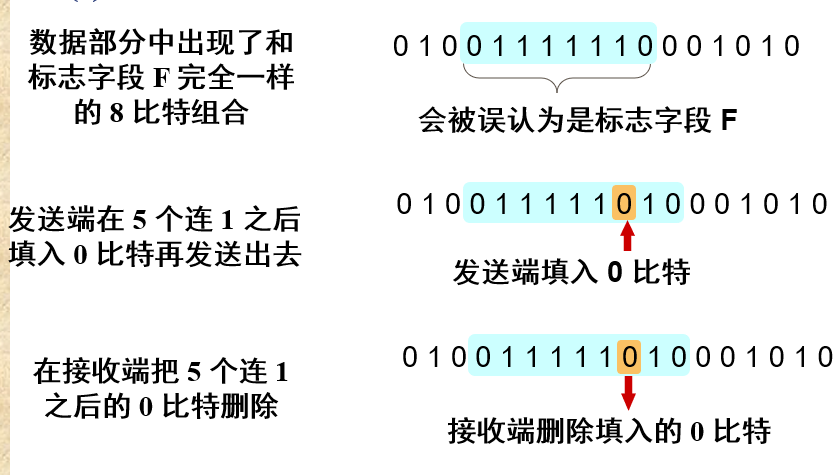 数据部分中出现了和
标志字段 F 完全一样
的 8 比特组合
0 1 0 0 1 1 1 1 1 1 0 0 0 1 0 1 0
会被误认为是标志字段 F
发送端在 5 个连 1 之后
填入 0 比特再发送出去
0 1 0 0 1 1 1 1 1 0 1 0 0 0 1 0 1 0
发送端填入 0 比特
在接收端把 5 个连 1
之后的 0 比特删除
0 1 0 0 1 1 1 1 1 0 1 0 0 0 1 0 1 0
接收端删除填入的 0 比特